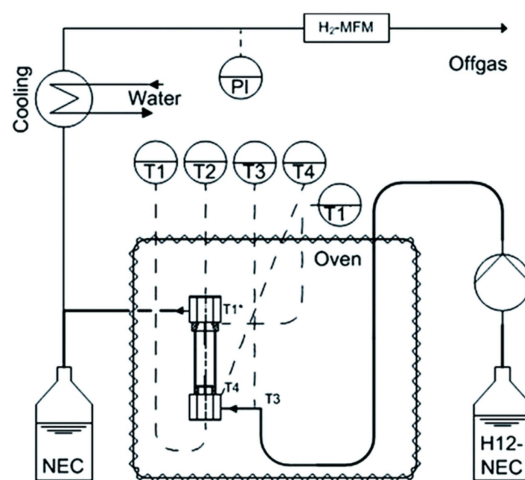 H₂-MFM
PI
Offgas
Cooling
Water
T1
T2
T3
T4
T1
Oven
T1*
T4
T3
NEC
H12-
NEC